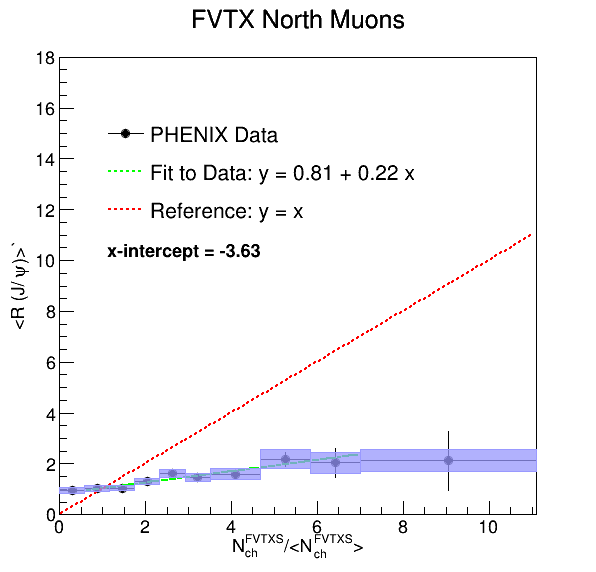 FVTX North Muons
18
16
14
12
10
8
6
4
2
0
<R (J/ψ)>`
PHENIX Data
Fit to Data: y = 0.81 + 0.22 x
Reference: y = x
x-intercept = -3.63
0 2 4 6 8 10
N_ch^FVTXS/<N_ch^FVTXS>